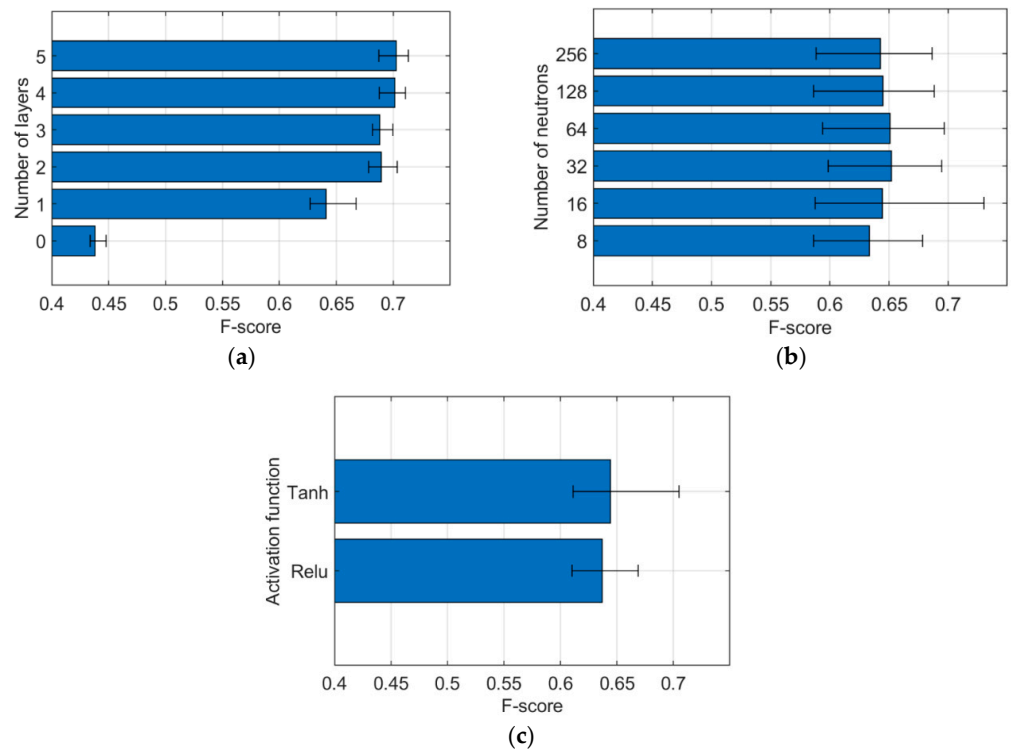 Number of layers
5
4
3
2
1
0
0.4 0.45 0.5 0.55 0.6 0.65 0.7
F-score
(a)
Number of neutrons
256
128
64
32
16
8
0.4 0.45 0.5 0.55 0.6 0.65 0.7
F-score
(b)
Activation function
Tanh
Relu
0.4 0.45 0.5 0.55 0.6 0.65 0.7
F-score
(c)